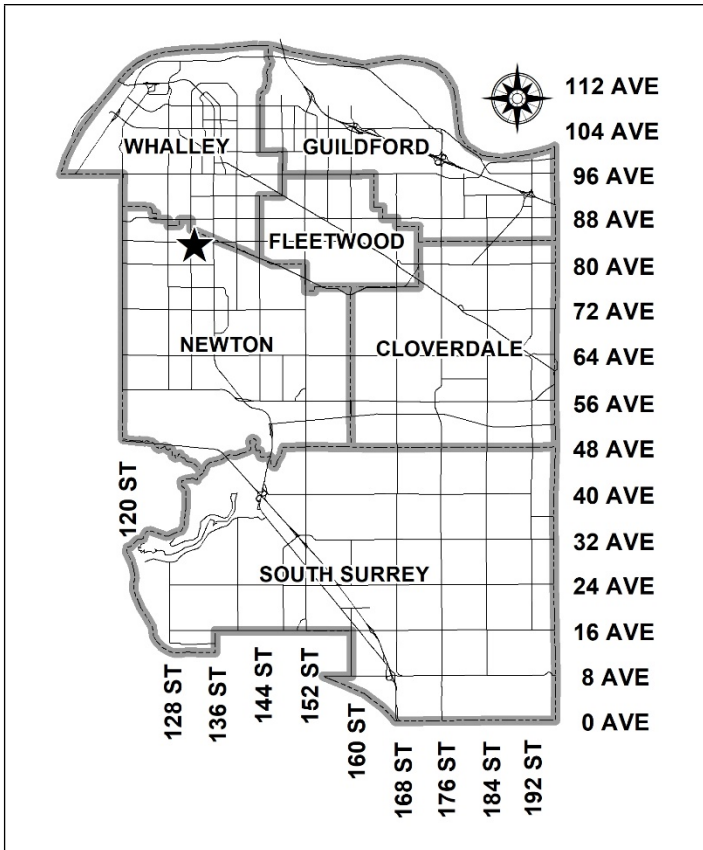 112 AVE
104 AVE
WHALLEY
GUILDFORD
96 AVE
88 AVE
FLEETWOOD
80 AVE
72 AVE
NEWTON
CLOVERDALE
64 AVE
56 AVE
48 AVE
120 ST
40 AVE
32 AVE
SOUTH SURREY
24 AVE
16 AVE
8 AVE
0 AVE
128 ST
136 ST
144 ST
152 ST
160 ST
168 ST
176 ST
184 ST
192 ST